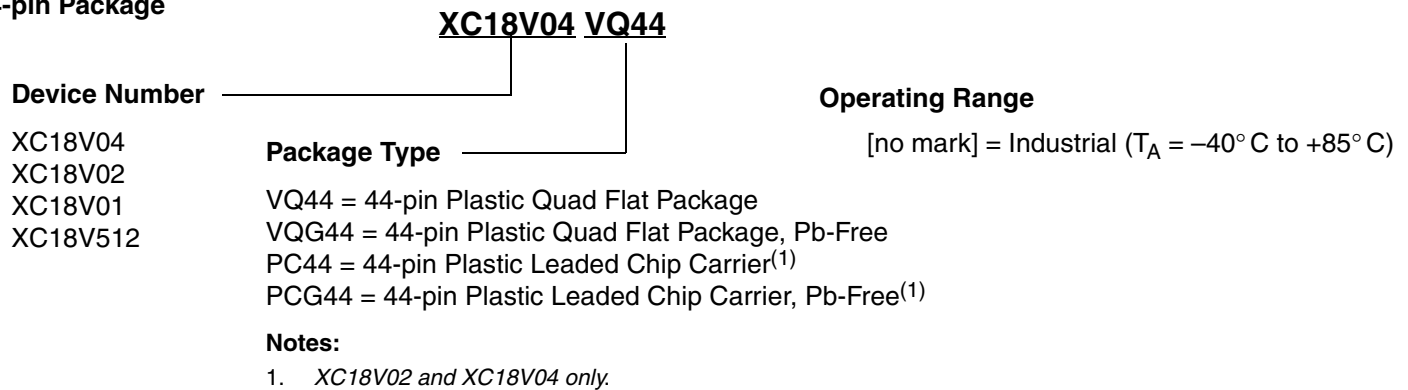 -pin Package
XC18V04 VQ44
Device Number
XC18V04
XC18V02
XC18V01
XC18V512
Package Type
VQ44 = 44-pin Plastic Quad Flat Package
VQG44 = 44-pin Plastic Quad Flat Package, Pb-Free
PC44 = 44-pin Plastic Leaded Chip Carrier(1)
PCG44 = 44-pin Plastic Leaded Chip Carrier, Pb-Free(1)
Notes:
1. XC18V02 and XC18V04 only.
Operating Range
[no mark] = Industrial (TA = –40° C to +85° C)